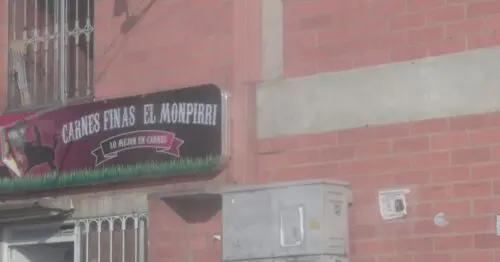 CARNES FINAS EL MONPIRRI
LO MEJOR EN CARNES